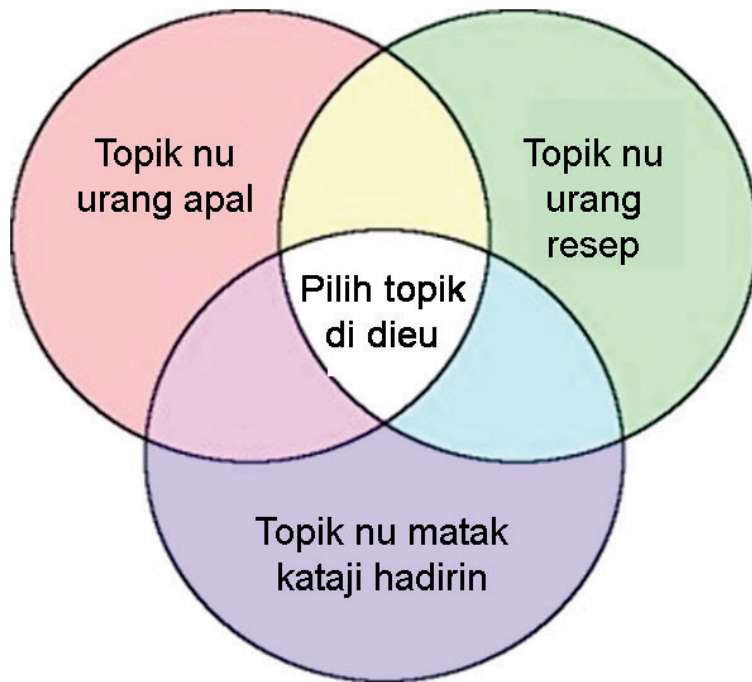 Topik nu
urang apal
Topik nu
urang
resep
Pilih topik
di dieu
Topik nu matak
kataji hadirin